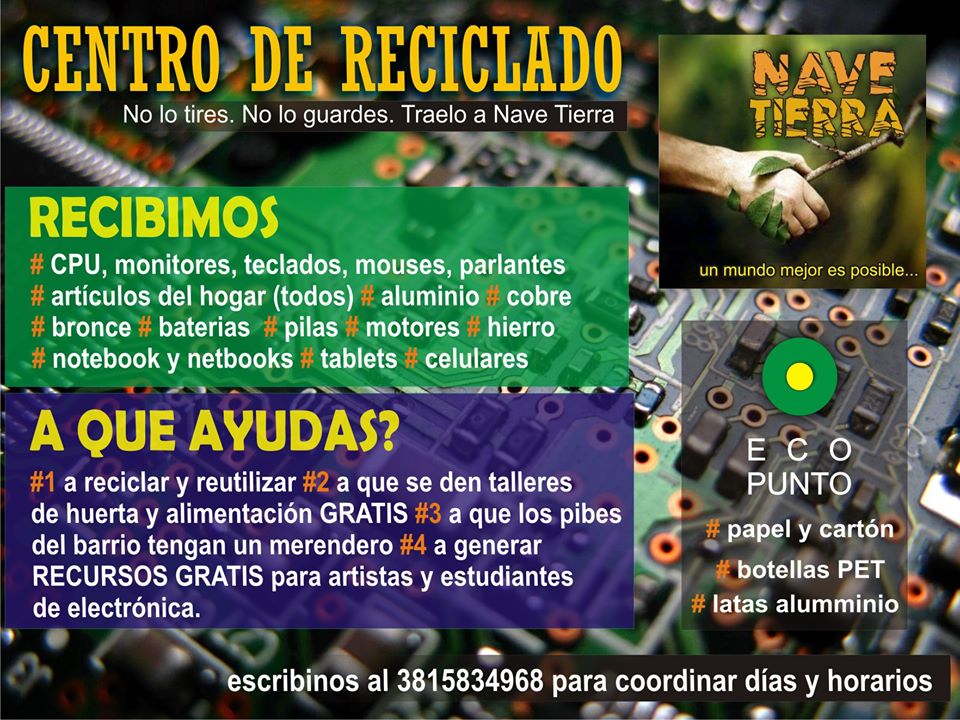 CENTRO DE RECICLADO
No lo tires. No lo guardes. Traelo a Nave Tierra
NAVE
TIERRA
un mundo mejor es posible...
RECIBIMOS
# CPU, monitores, teclados, mouses, parlantes
# artículos del hogar (todos) # aluminio # cobre
# bronce # baterias # pilas # motores # hierro
# notebook y netbooks # tablets # celulares
A QUE AYUDAS?
#1 a reciclar y reutilizar #2 a que se den talleres
de huerta y alimentación GRATIS #3 a que los pibes
del barrio tengan un merendero #4 a generar
RECURSOS GRATIS para artistas y estudiantes
de electrónica.
E C O
PUNTO
# papel y cartón
# botellas PET
# latas alumminio
escribinos al 3815834968 para coordinar días y horarios